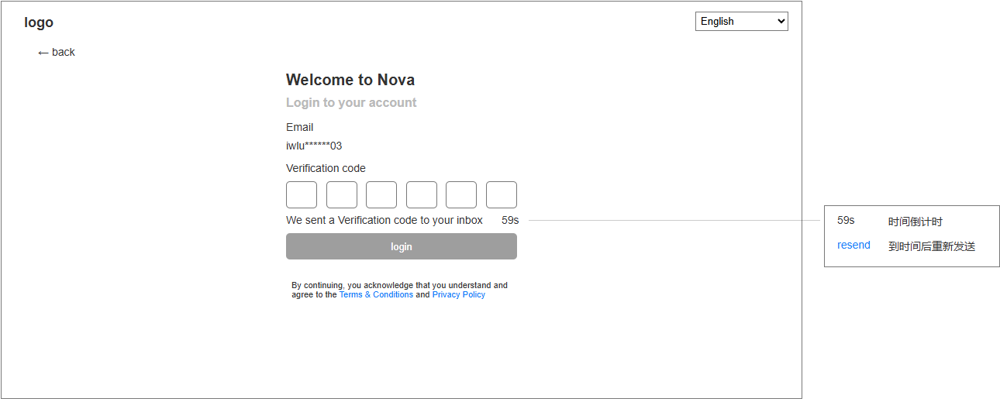 logo
English
← back
Welcome to Nova
Login to your account
Email
iwlu******03
Verification code
We sent a Verification code to your inbox 59s
login
By continuing, you acknowledge that you understand and
agree to the Terms & Conditions and Privacy Policy
59s 时间倒计时
resend 到时间后重新发送